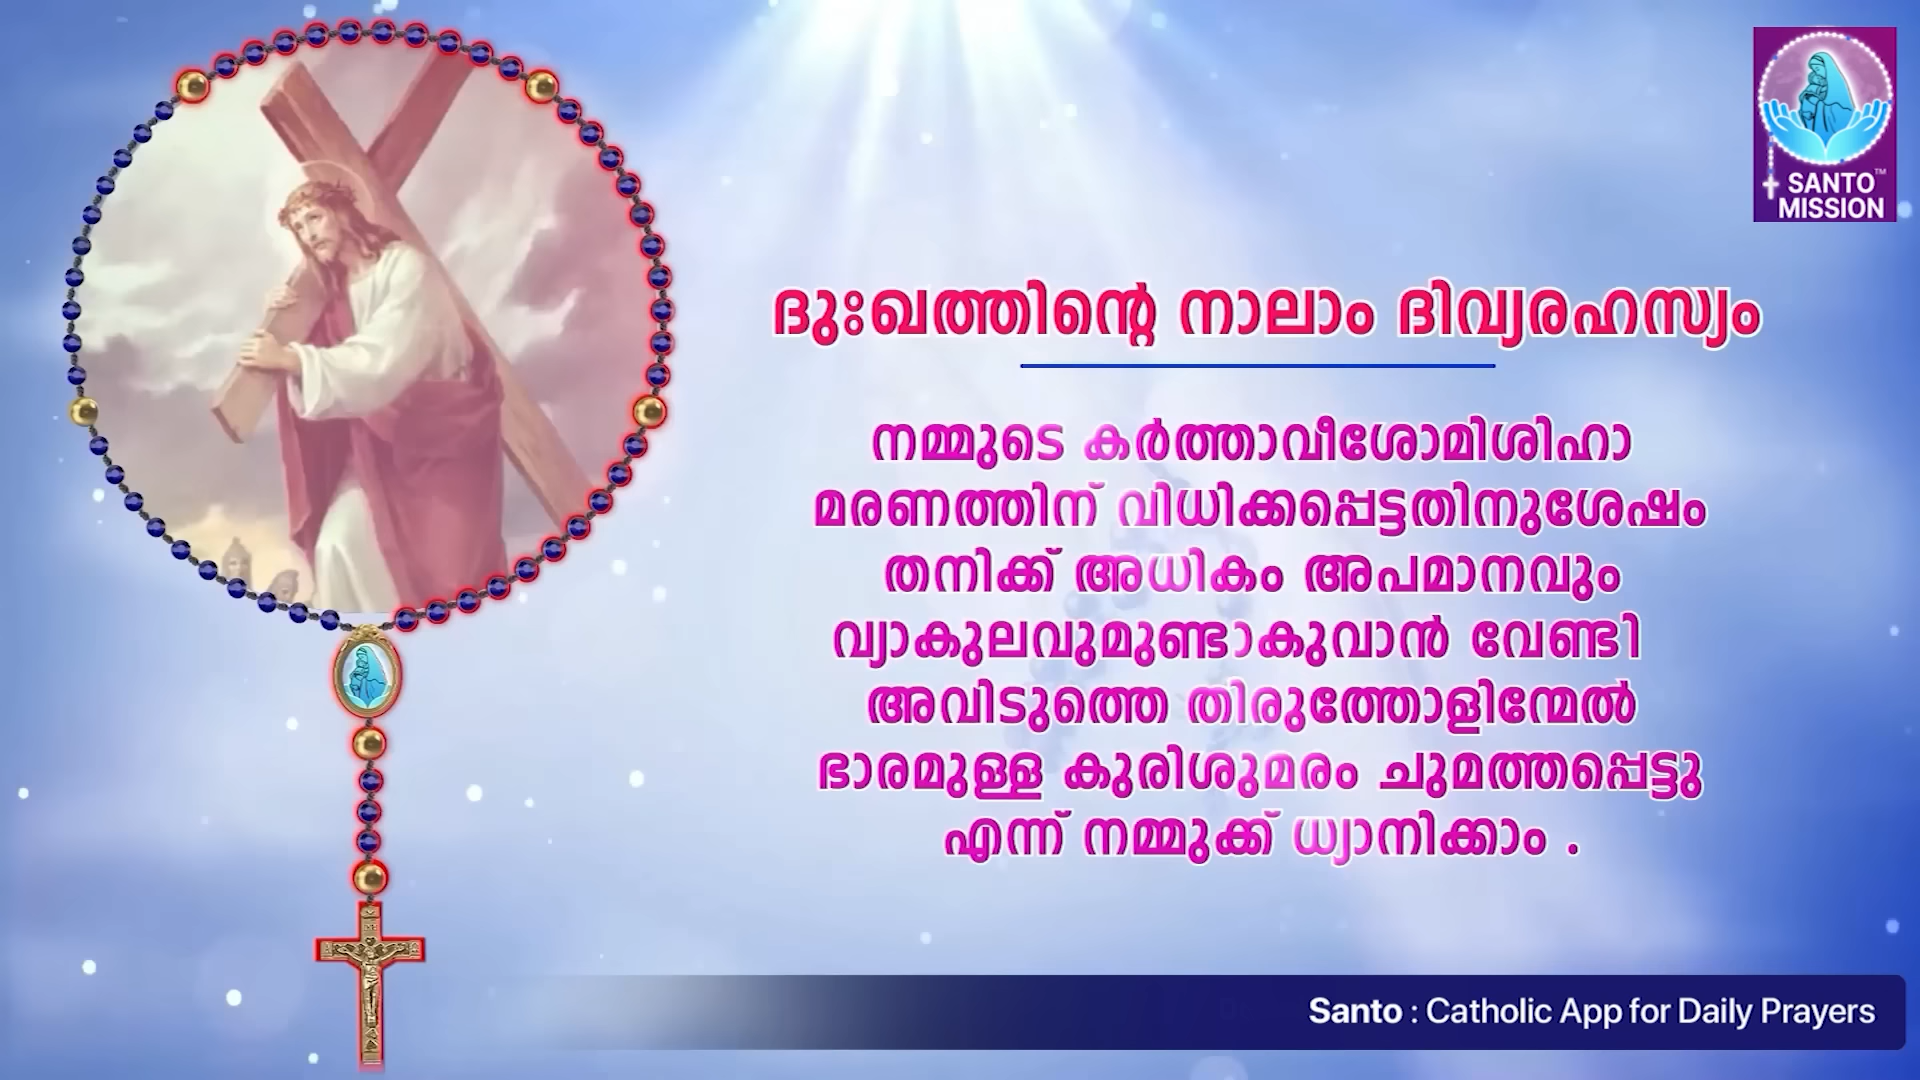 SANTO™
MISSION
ദുഃഖത്തിന്റെ നാലാം ദിവ്യരഹസ്യം
നമ്മുടെ കർത്താവീശോമിശിഹാ
മരണത്തിന് വിധിക്കപ്പെട്ടതിനുശേഷം
തനിക്ക് അധികം അപമാനവും
വ്യാകുലവുമുണ്ടാകുവാൻ വേണ്ടി
അവിടുത്തെ തിരുത്തോളിന്മേൽ
ഭാരമുള്ള കുരിശുമരം ചുമത്തപ്പെട്ടു
എന്ന് നമ്മുക്ക് ധ്യാനിക്കാം .
Santo : Catholic App for Daily Prayers